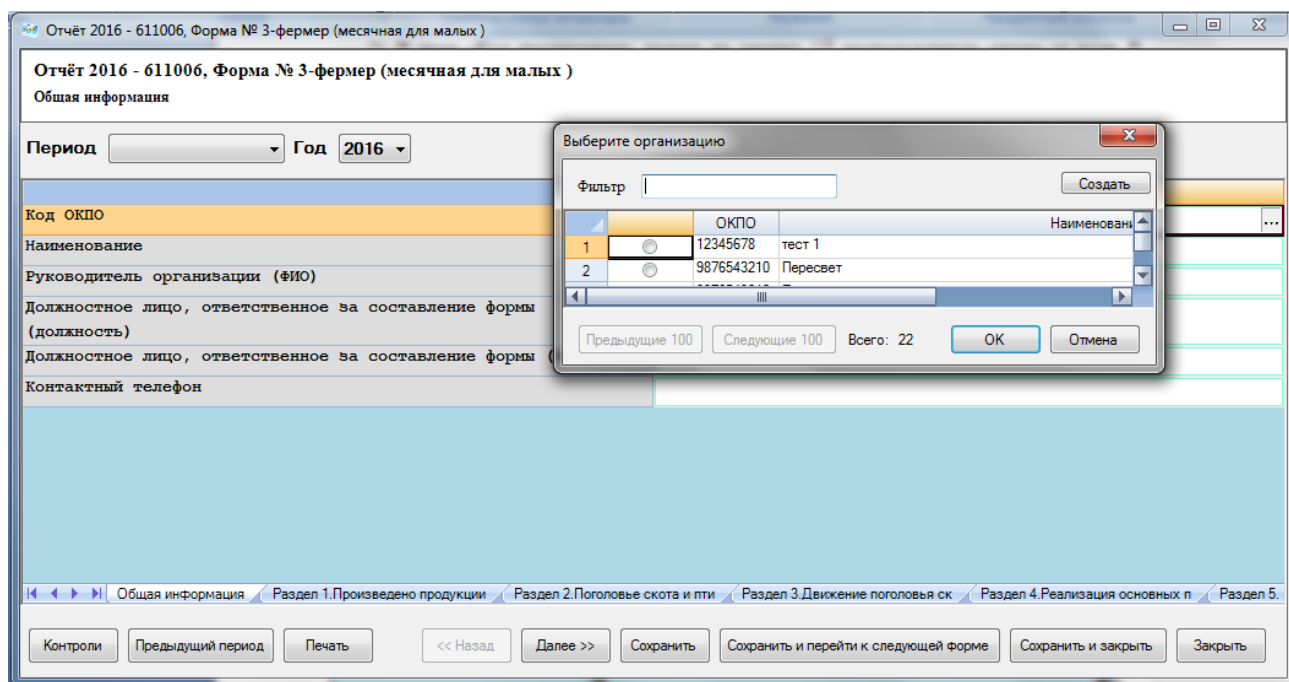 Отчёт 2016 - 611006, Форма № 3-фермер (месячная для малых )
Отчёт 2016 - 611006, Форма № 3-фермер (месячная для малых )
Общая информация
Период Год 2016
Выберите организацию
Фильтр Создать
ОКПО Наименовани
1 12345678 тест 1
2 9876543210 Пересвет
Предыдущие 100 Следующие 100 Всего: 22 OK Отмена
Код ОКПО ...
Наименование
Руководитель организации (ФИО)
Должностное лицо, ответственное за составление формы
(должность)
Должностное лицо, ответственное за составление формы (
Контактный телефон
Общая информация Раздел 1.Произведено продукции Раздел 2.Поголовье скота и пти Раздел 3.Движение поголовья ск Раздел 4.Реализация основных п Раздел 5.
Контроли Предыдущий период Печать << Назад Далее >> Сохранить Сохранить и перейти к следующей форме Сохранить и закрыть Закрыть